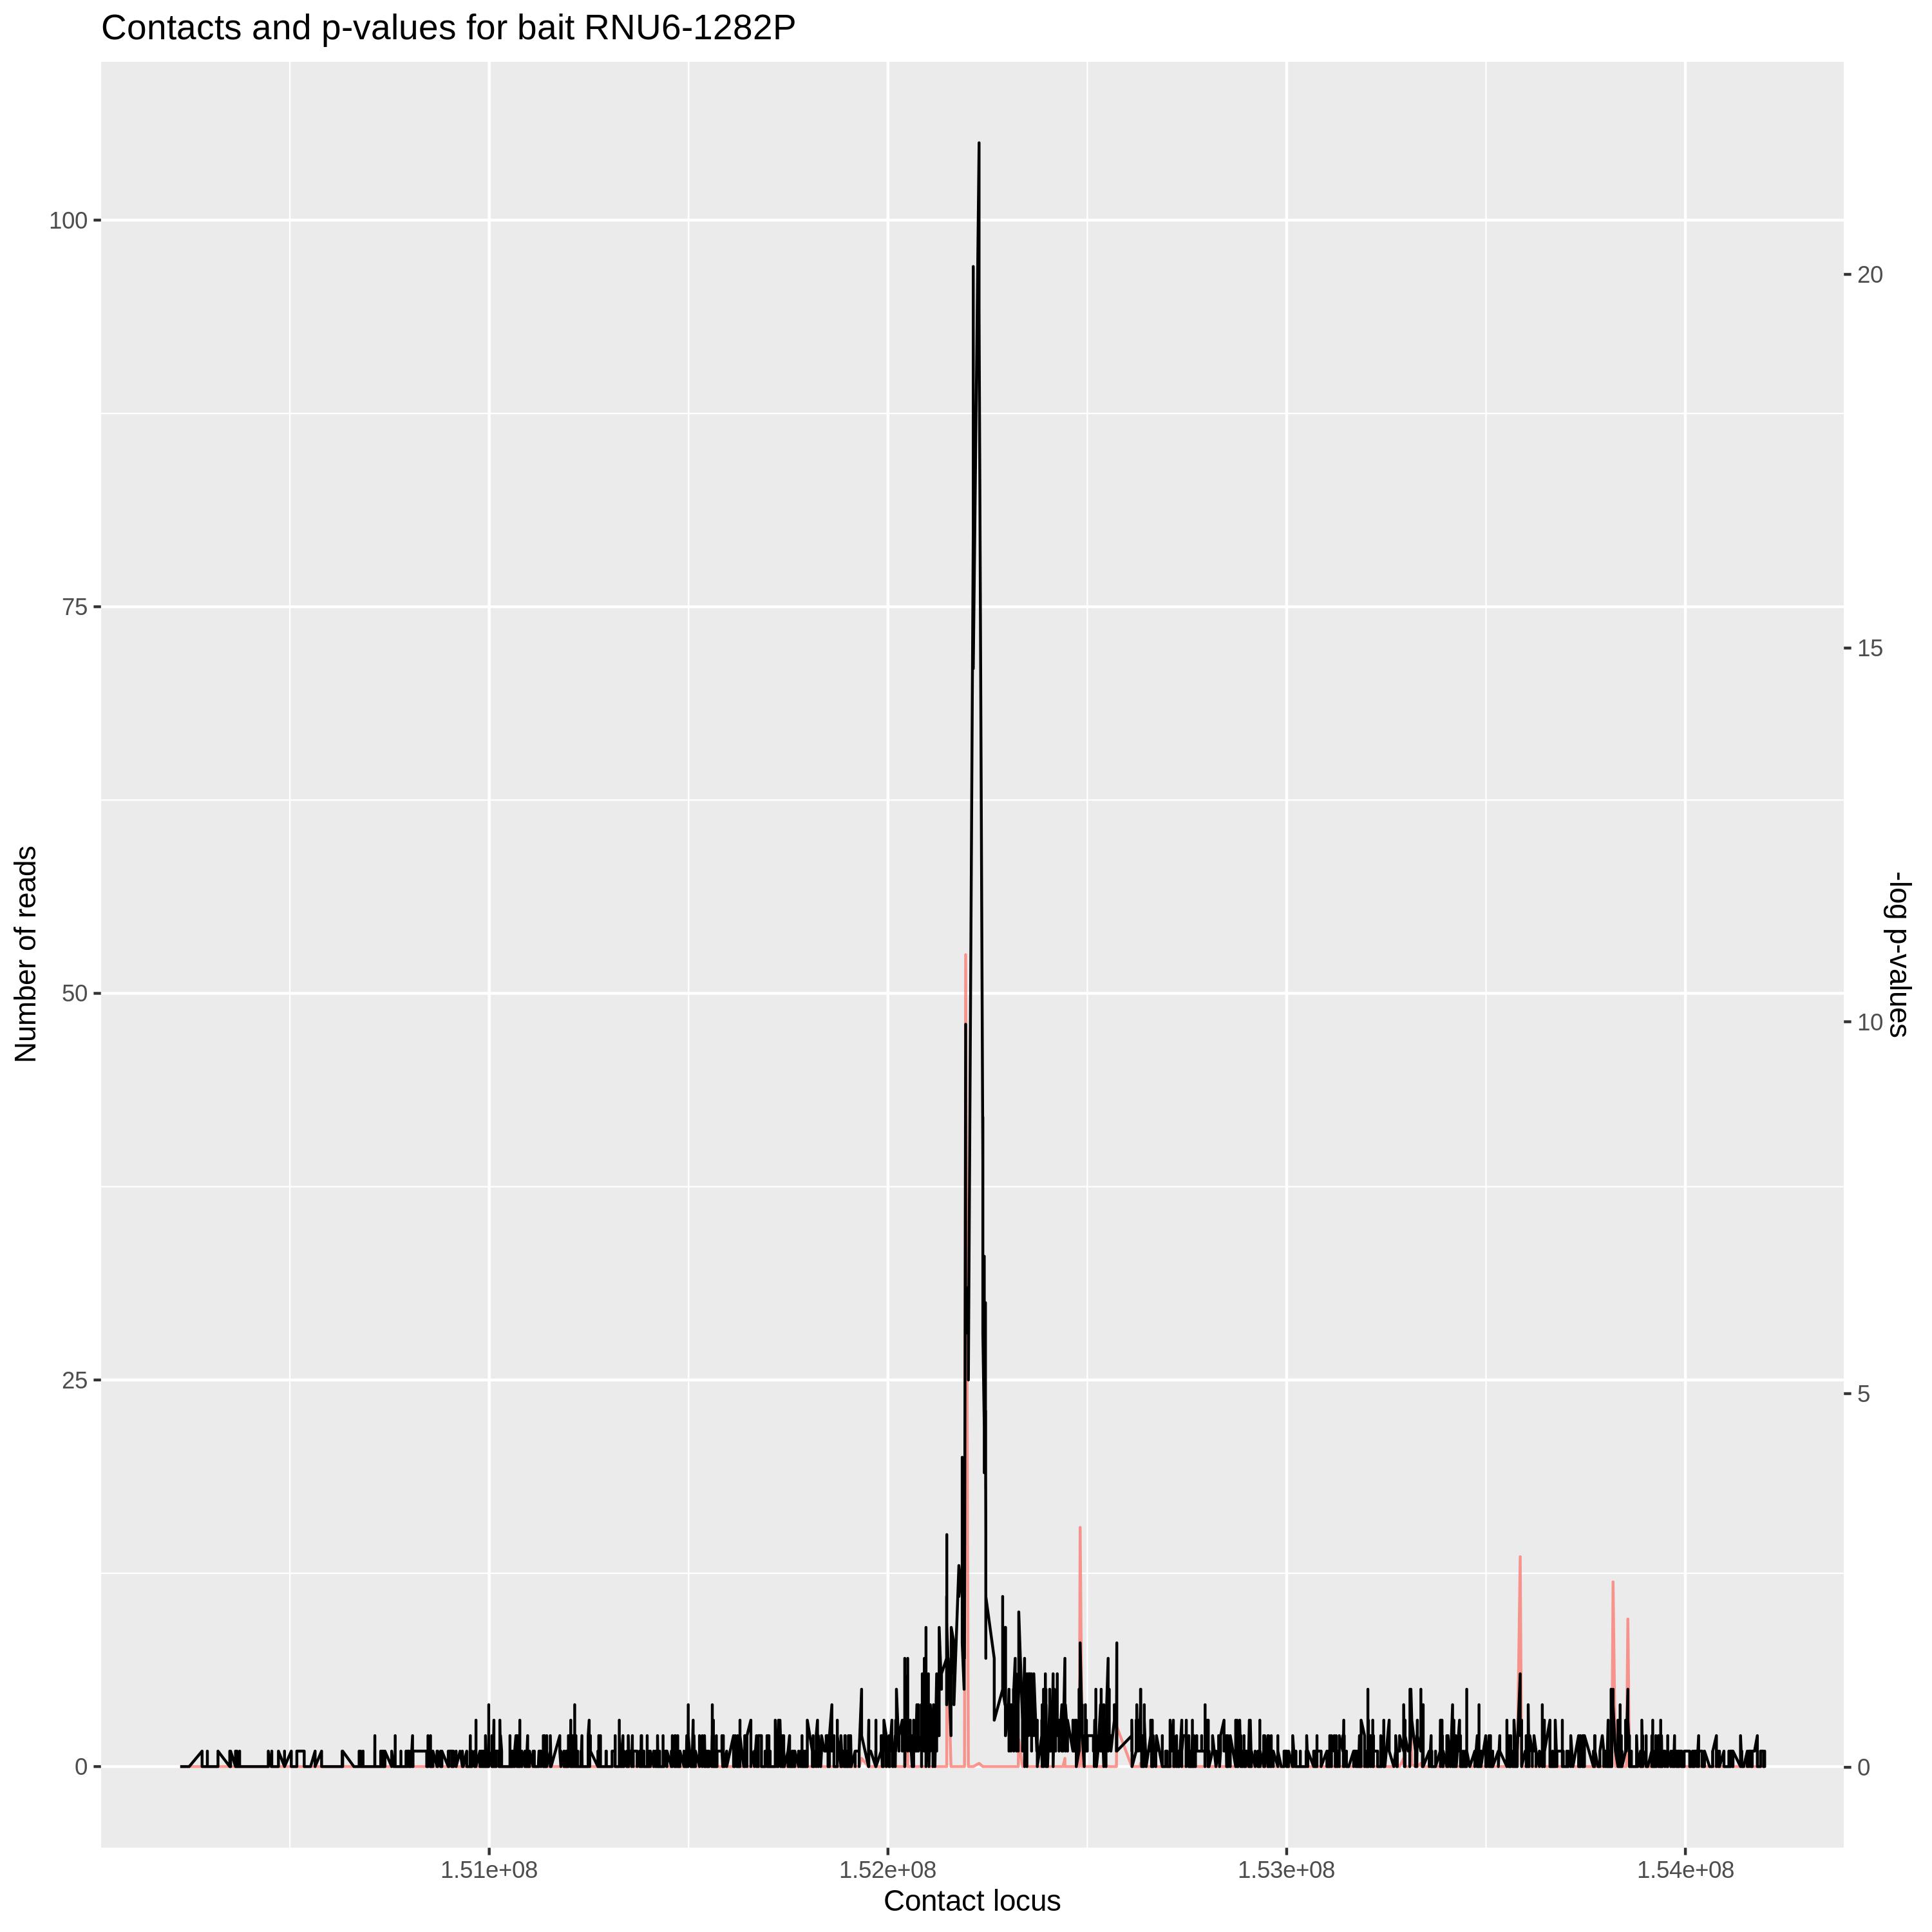 Contacts and p-values for bait RNU6-1282P
100
75
50
25
0
Number of reads
20
15
10
5
0
-log p-values
1.51e+08
1.52e+08
1.53e+08
1.54e+08
Contact locus